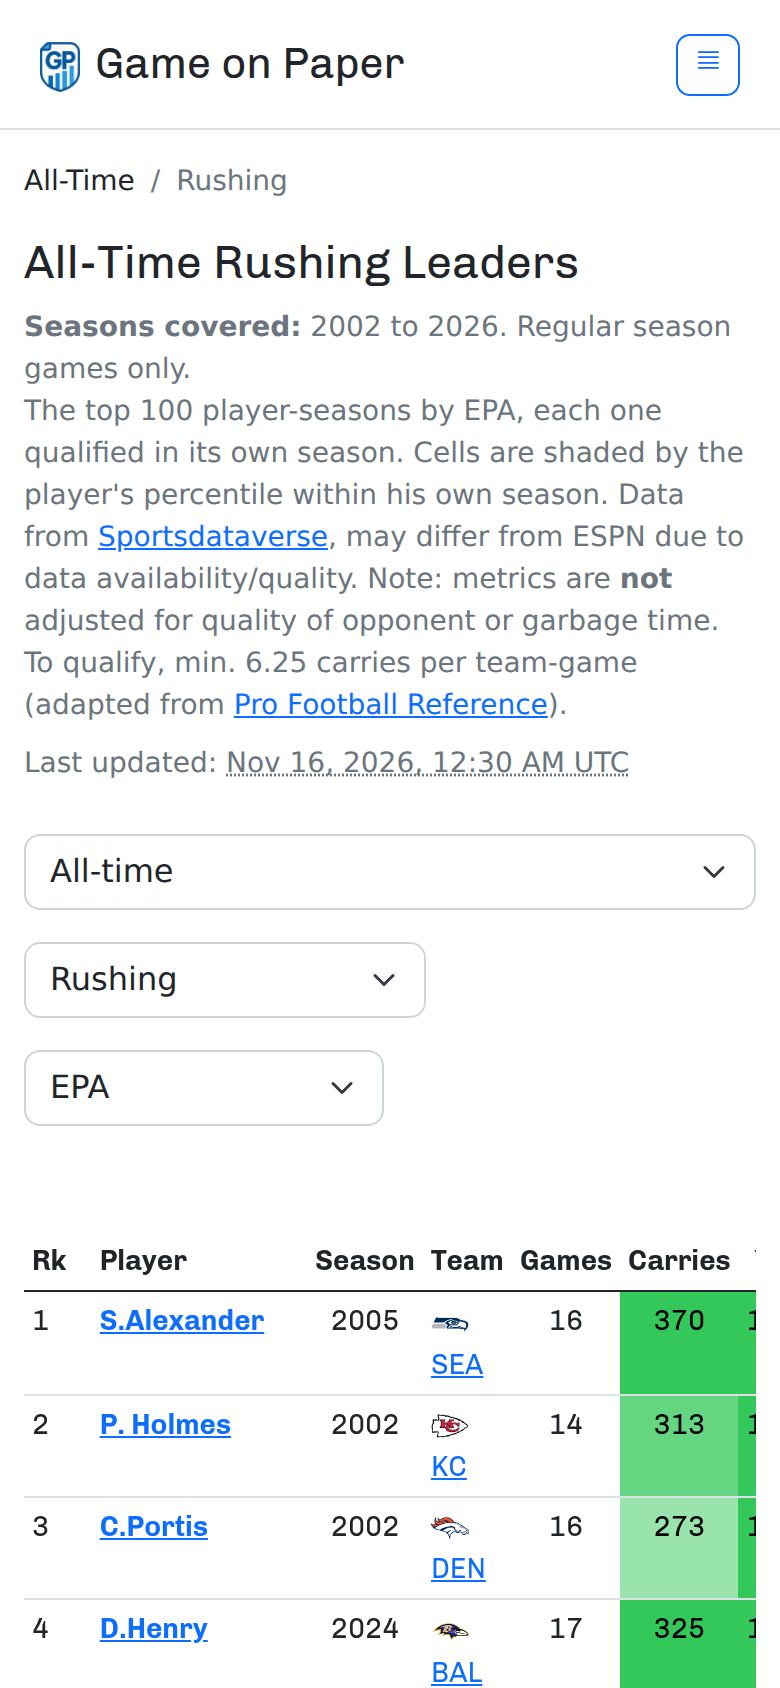 GP Game on Paper
All-Time / Rushing
All-Time Rushing Leaders
Seasons covered: 2002 to 2026. Regular season
games only.
The top 100 player-seasons by EPA, each one
qualified in its own season. Cells are shaded by the
player's percentile within his own season. Data
from Sportsdataverse, may differ from ESPN due to
data availability/quality. Note: metrics are not
adjusted for quality of opponent or garbage time.
To qualify, min. 6.25 carries per team-game
(adapted from Pro Football Reference).
Last updated: Nov 16, 2026, 12:30 AM UTC
All-time
Rushing
EPA
Rk Player Season Team Games Carries
1 S.Alexander 2005 SEA 16 370
2 P. Holmes 2002 KC 14 313
3 C.Portis 2002 DEN 16 273
4 D.Henry 2024 BAL 17 325